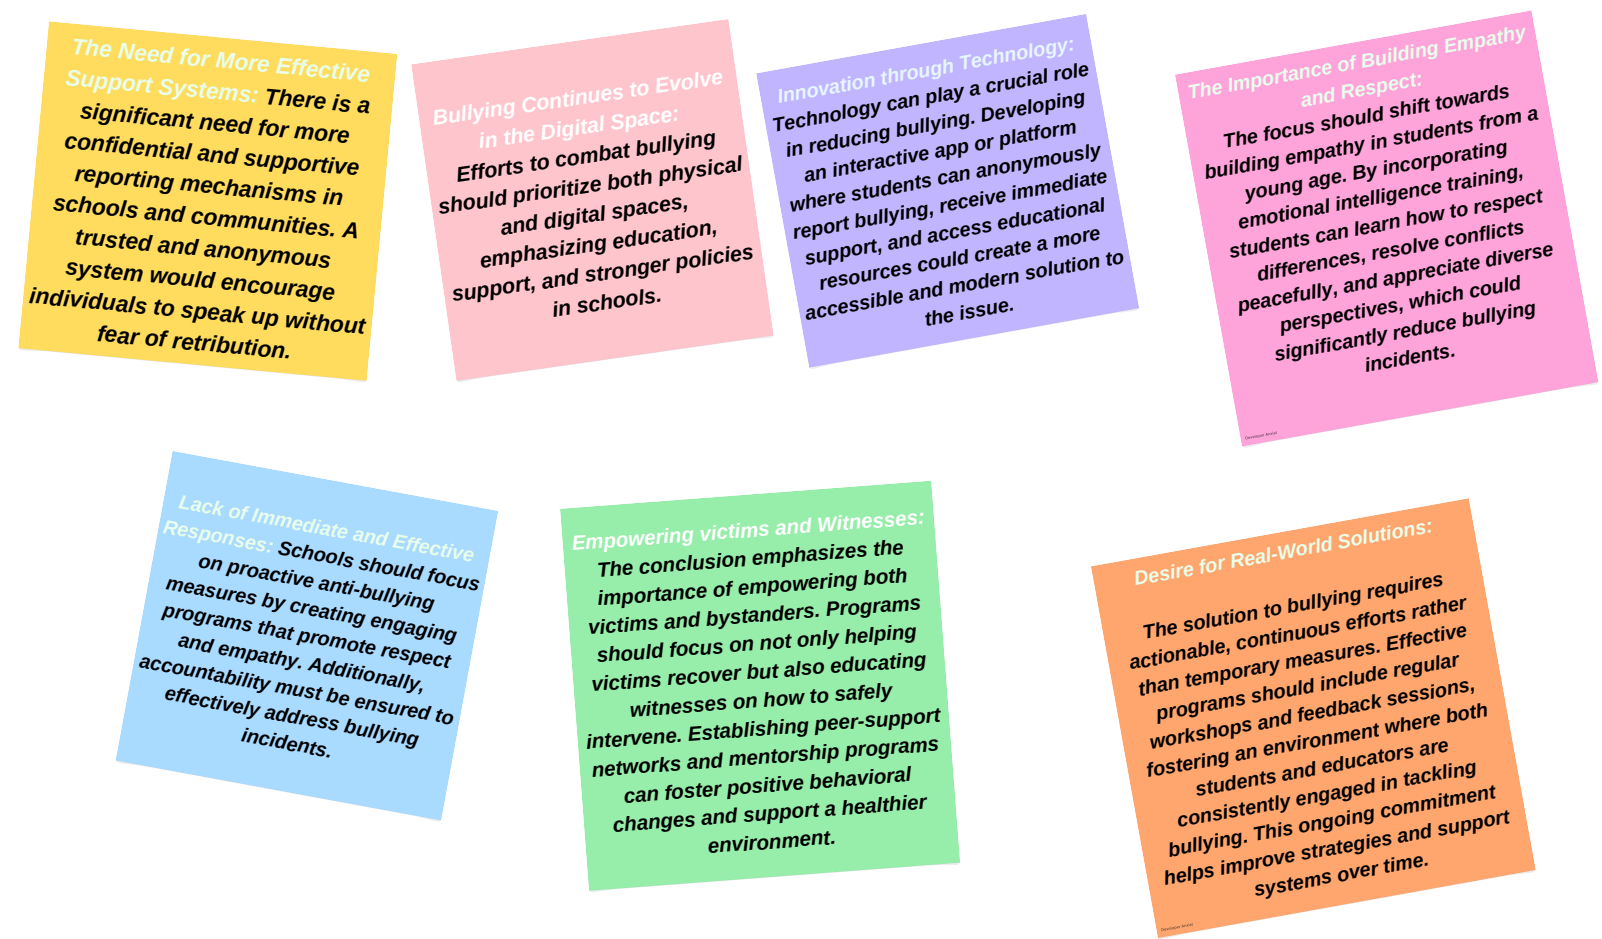 The Need for More Effective
Support Systems: There is a
significant need for more
confidential and supportive
reporting mechanisms in
schools and communities. A
trusted and anonymous
system would encourage
individuals to speak up without
fear of retribution.
Bullying Continues to Evolve
in the Digital Space:
Efforts to combat bullying
should prioritize both physical
and digital spaces,
emphasizing education,
support, and stronger policies
in schools.
Innovation through Technology:
Technology can play a crucial role
in reducing bullying. Developing
an interactive app or platform
where students can anonymously
report bullying, receive immediate
support, and access educational
resources could create a more
accessible and modern solution to
the issue.
The Importance of Building Empathy
and Respect:
The focus should shift towards
building empathy in students from a
young age. By incorporating
emotional intelligence training,
students can learn how to respect
differences, resolve conflicts
peacefully, and appreciate diverse
perspectives, which could
significantly reduce bullying
incidents.
Lack of Immediate and Effective
Responses: Schools should focus
on proactive anti-bullying
measures by creating engaging
programs that promote respect
and empathy. Additionally,
accountability must be ensured to
effectively address bullying
incidents.
Empowering victims and Witnesses:
The conclusion emphasizes the
importance of empowering both
victims and bystanders. Programs
should focus on not only helping
victims recover but also educating
witnesses on how to safely
intervene. Establishing peer-support
networks and mentorship programs
can foster positive behavioral
changes and support a healthier
environment.
Desire for Real-World Solutions:
The solution to bullying requires
actionable, continuous efforts rather
than temporary measures. Effective
programs should include regular
workshops and feedback sessions,
fostering an environment where both
students and educators are
consistently engaged in tackling
bullying. This ongoing commitment
helps improve strategies and support
systems over time.